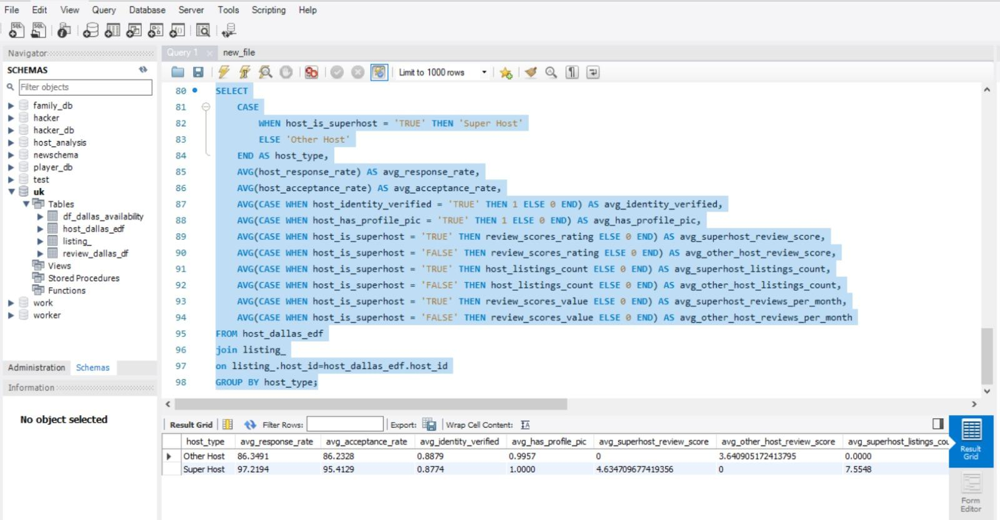 File Edit View Query Database Server Tools Scripting Help
Navigator
SCHEMAS
Filter objects
family_db
hacker
hacker_db
host_analysis
newschema
player_db
test
uk
Tables
df_dallas_availability
host_dallas_edf
listing_
review_dallas_df
Views
Stored Procedures
Functions
work
worker
Administration Schemas
Information
No object selected
Query 1 new_file
Limit to 1000 rows
80 SELECT
81 CASE
82 WHEN host_is_superhost = 'TRUE' THEN 'Super Host'
83 ELSE 'Other Host'
84 END AS host_type,
85 AVG(host_response_rate) AS avg_response_rate,
86 AVG(host_acceptance_rate) AS avg_acceptance_rate,
87 AVG(CASE WHEN host_identity_verified = 'TRUE' THEN 1 ELSE 0 END) AS avg_identity_verified,
88 AVG(CASE WHEN host_has_profile_pic = 'TRUE' THEN 1 ELSE 0 END) AS avg_has_profile_pic,
89 AVG(CASE WHEN host_is_superhost = 'TRUE' THEN review_scores_rating ELSE 0 END) AS avg_superhost_review_score,
90 AVG(CASE WHEN host_is_superhost = 'FALSE' THEN review_scores_rating ELSE 0 END) AS avg_other_host_review_score,
91 AVG(CASE WHEN host_is_superhost = 'TRUE' THEN host_listings_count ELSE 0 END) AS avg_superhost_listings_count,
92 AVG(CASE WHEN host_is_superhost = 'FALSE' THEN host_listings_count ELSE 0 END) AS avg_other_host_listings_count,
93 AVG(CASE WHEN host_is_superhost = 'TRUE' THEN review_scores_value ELSE 0 END) AS avg_superhost_reviews_per_month,
94 AVG(CASE WHEN host_is_superhost = 'FALSE' THEN review_scores_value ELSE 0 END) AS avg_other_host_reviews_per_month
95 FROM host_dallas_edf
96 join listing_
97 on listing_.host_id=host_dallas_edf.host_id
98 GROUP BY host_type;
Result Grid Filter Rows: Export: Wrap Cell Content:
host_type avg_response_rate avg_acceptance_rate avg_identity_verified avg_has_profile_pic avg_superhost_review_score avg_other_host_review_score avg_superhost_listings_cou
Other Host 86.3491 86.2328 0.8879 0.9957 0 3.640905172413795 0.0000
Super Host 97.2194 95.4129 0.8774 1.0000 4.634709677419356 0 7.5548
Result
Grid
Form
Editor